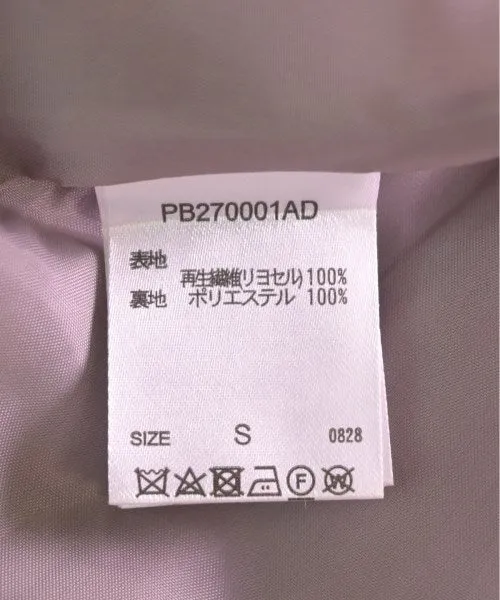 PB270001AD
表地
再生繊維(リヨセル)100%
裏地 ポリエステル 100%
SIZE S 0828
F W